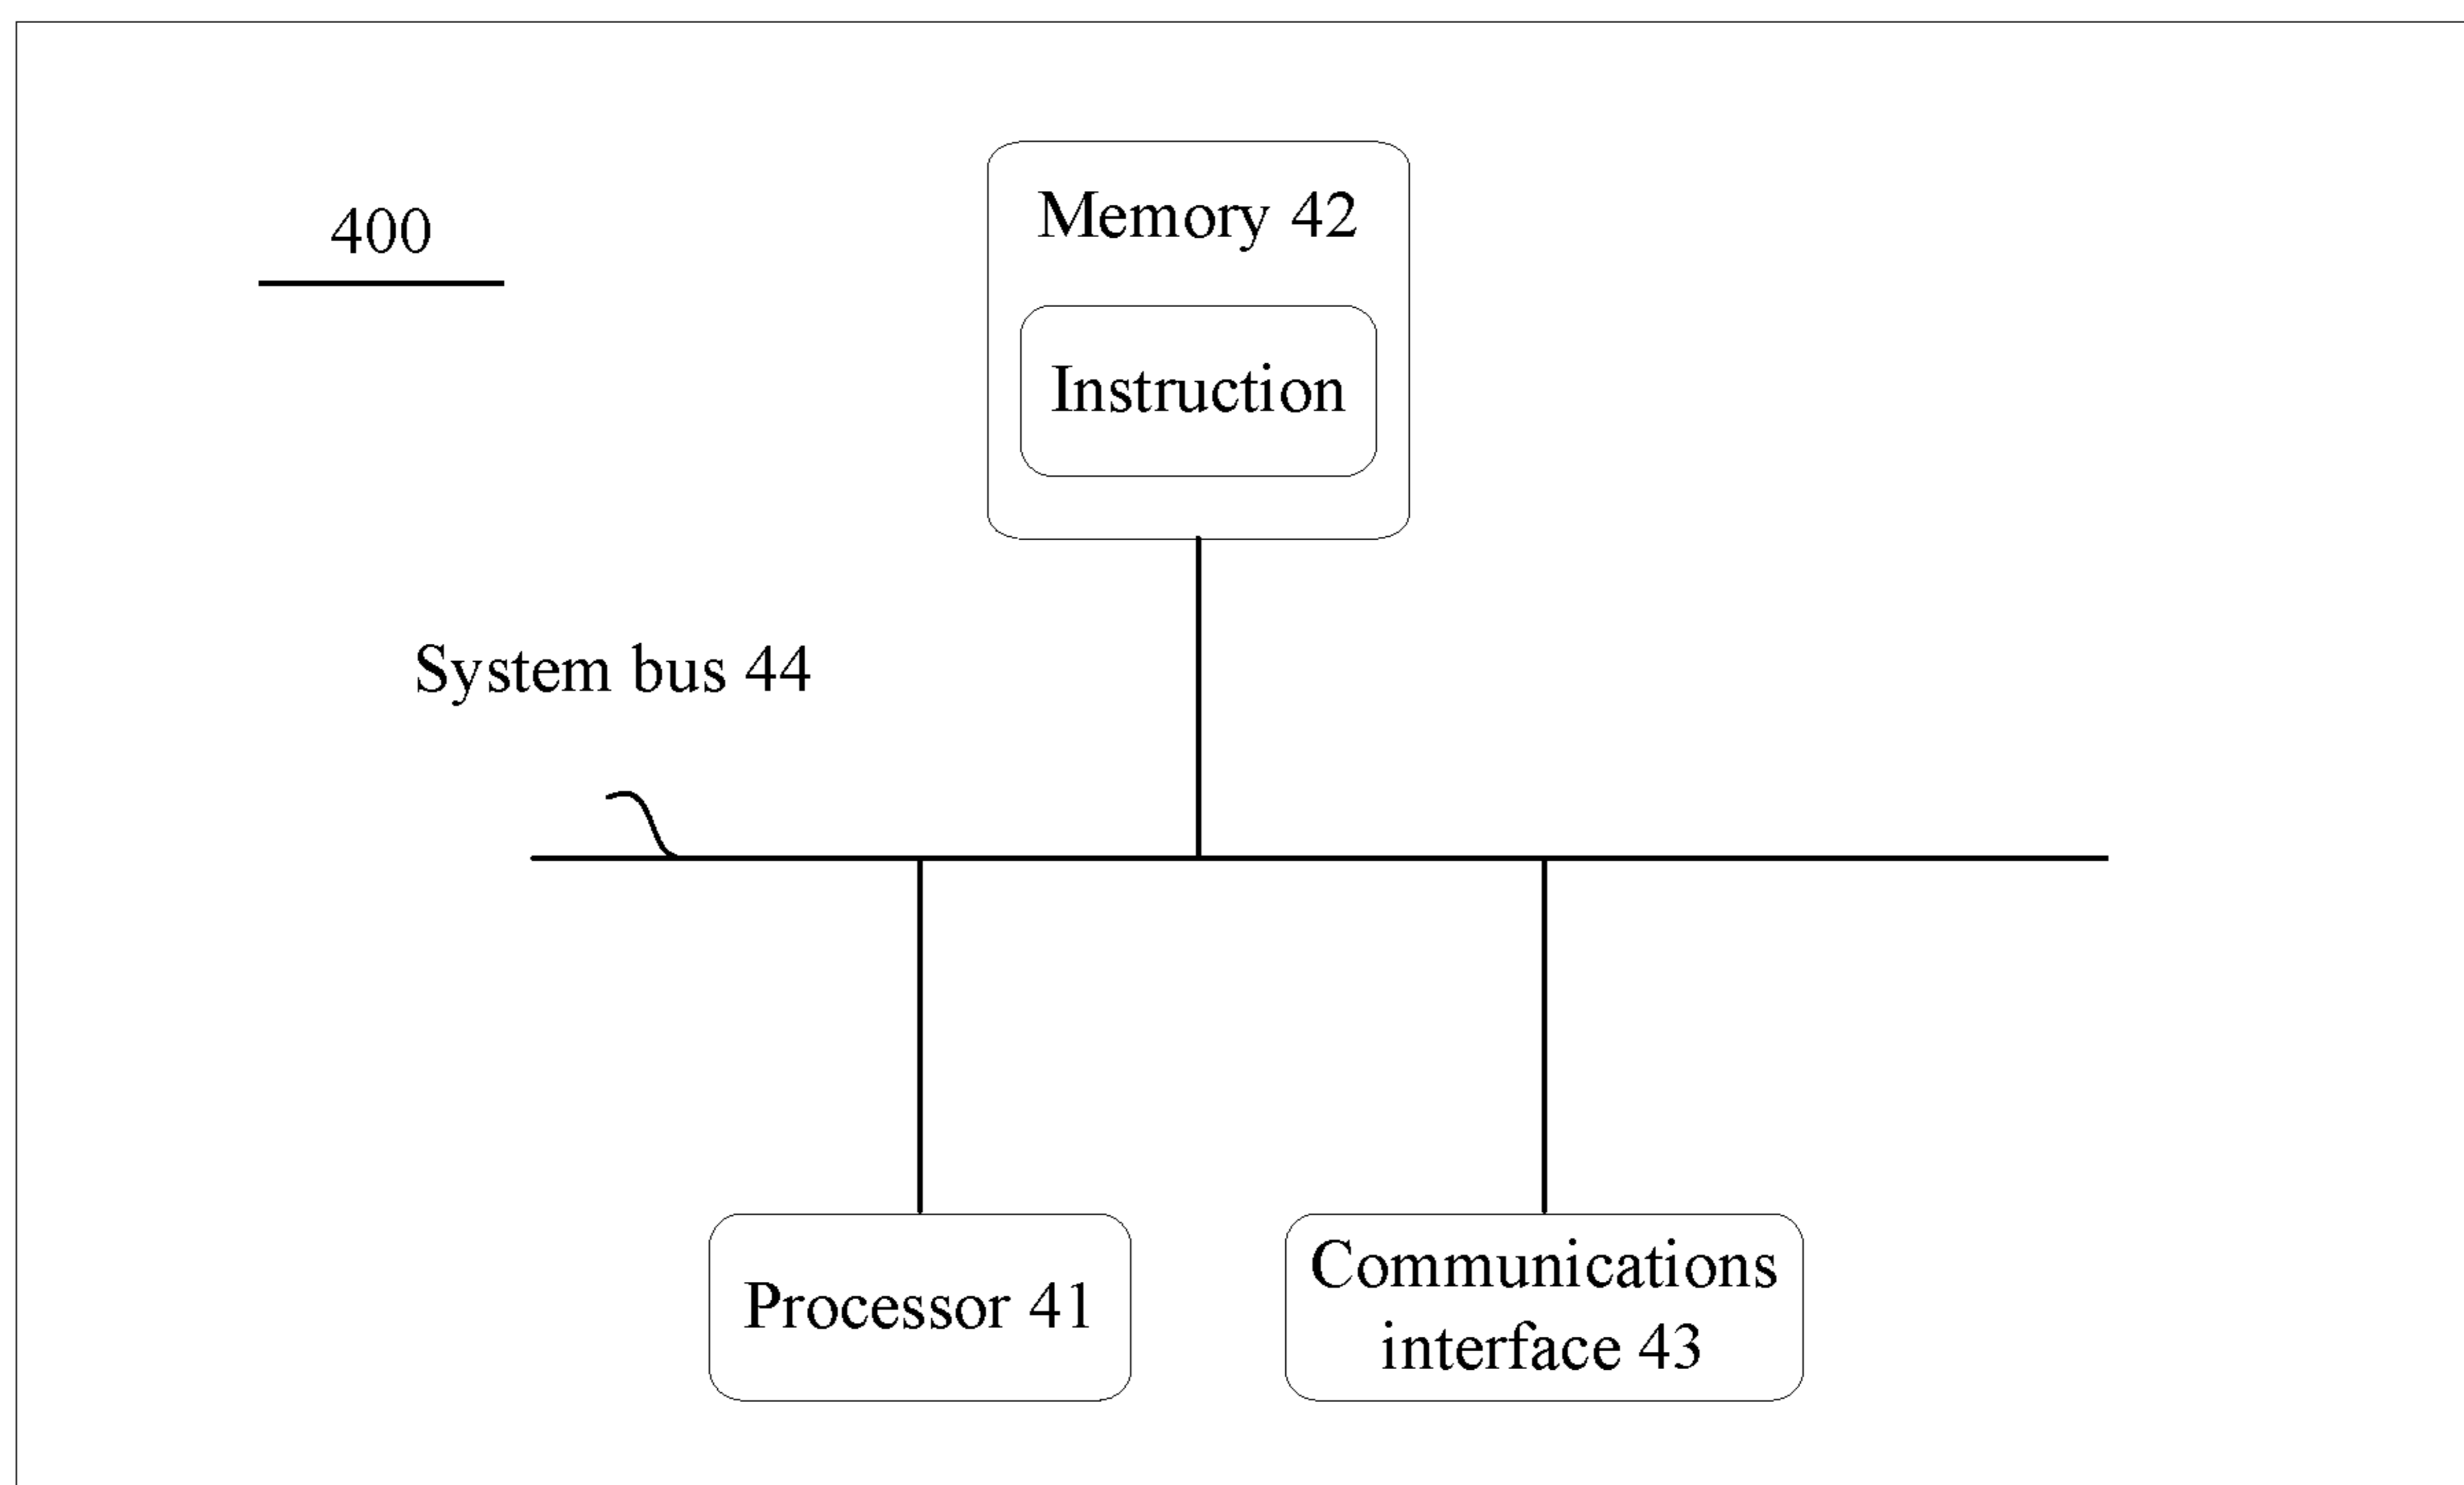 400
Memory 42
Instruction
System bus 44
Processor 41
Communications
interface 43